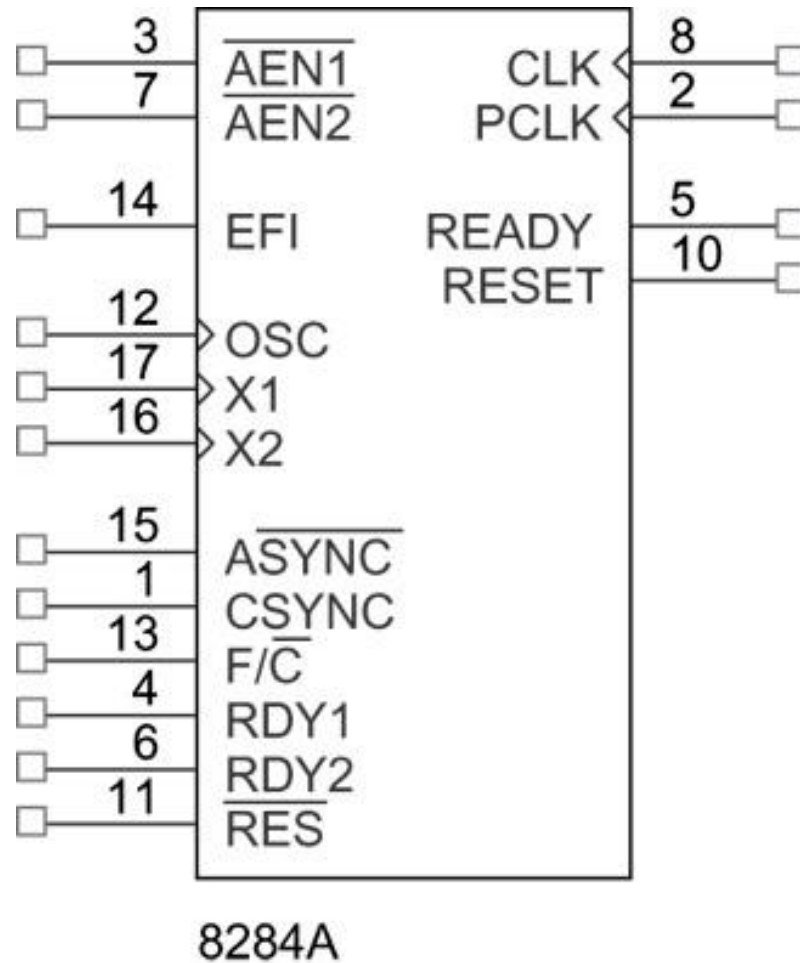 3 AEN1 CLK 8
7 AEN2 PCLK 2
14 EFI READY 5
RESET 10
12 OSC
17 X1
16 X2
15 ASYNC
1 CSYNC
13 F/C
4 RDY1
6 RDY2
11 RES
8284A